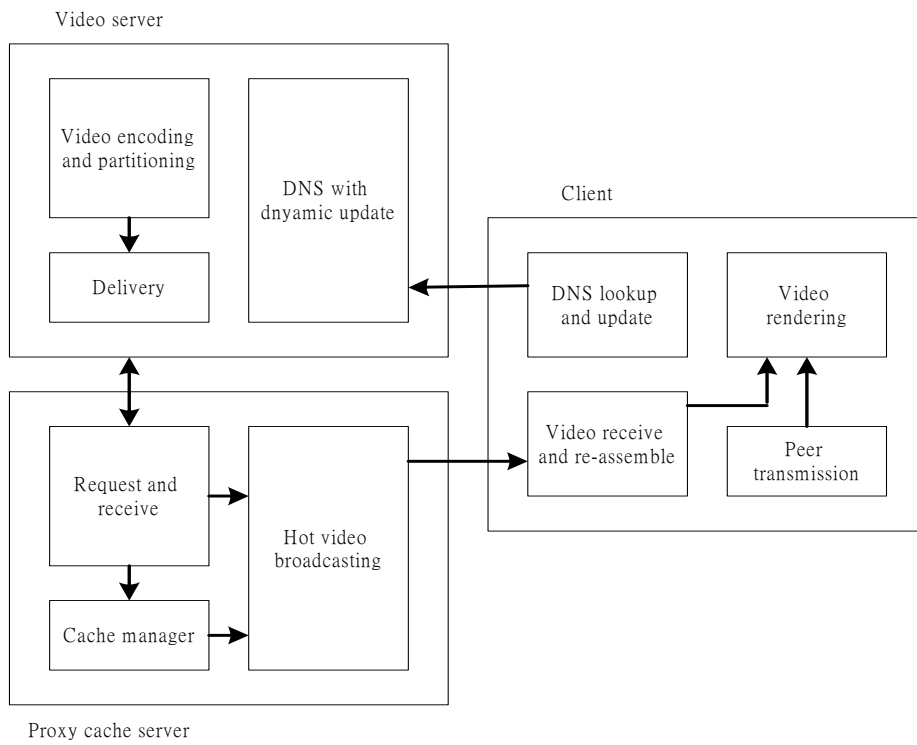 Video server
Video encoding
and partitioning
DNS with
dnyamic update
Delivery
Client
DNS lookup
and update
Video
rendering
Video receive
and re-assemble
Peer
transmission
Request and
receive
Hot video
broadcasting
Cache manager
Proxy cache server